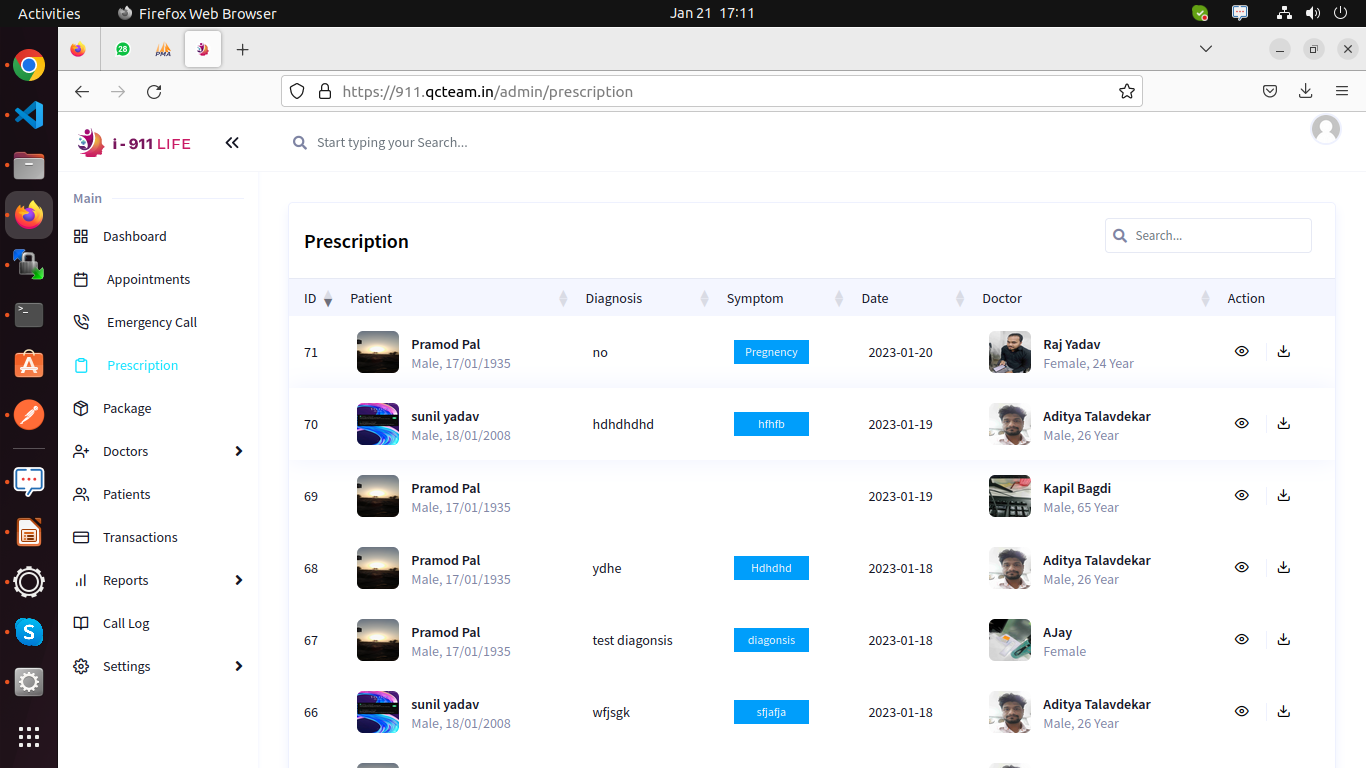 Activities
Firefox Web Browser
Jan 21 17:11
28
PMA
https://911.qcteam.in/admin/prescription
i - 911 LIFE
Start typing your Search...
Main
Dashboard
Appointments
Emergency Call
Prescription
Package
Doctors
Patients
Transactions
Reports
Call Log
Settings
Prescription
Search...
ID Patient Diagnosis Symptom Date Doctor Action
71 Pramod Pal no Pregnency 2023-01-20 Raj Yadav
Male, 17/01/1935 Female, 24 Year
70 sunil yadav hdhdhdhd hfhfb 2023-01-19 Aditya Talavdekar
Male, 18/01/2008 Male, 26 Year
69 Pramod Pal 2023-01-19 Kapil Bagdi
Male, 17/01/1935 Male, 65 Year
68 Pramod Pal ydhe Hdhdhd 2023-01-18 Aditya Talavdekar
Male, 17/01/1935 Male, 26 Year
67 Pramod Pal test diagonsis diagonsis 2023-01-18 AJay
Male, 17/01/1935 Female
66 sunil yadav wfjsgk sfjafja 2023-01-18 Aditya Talavdekar
Male, 18/01/2008 Male, 26 Year